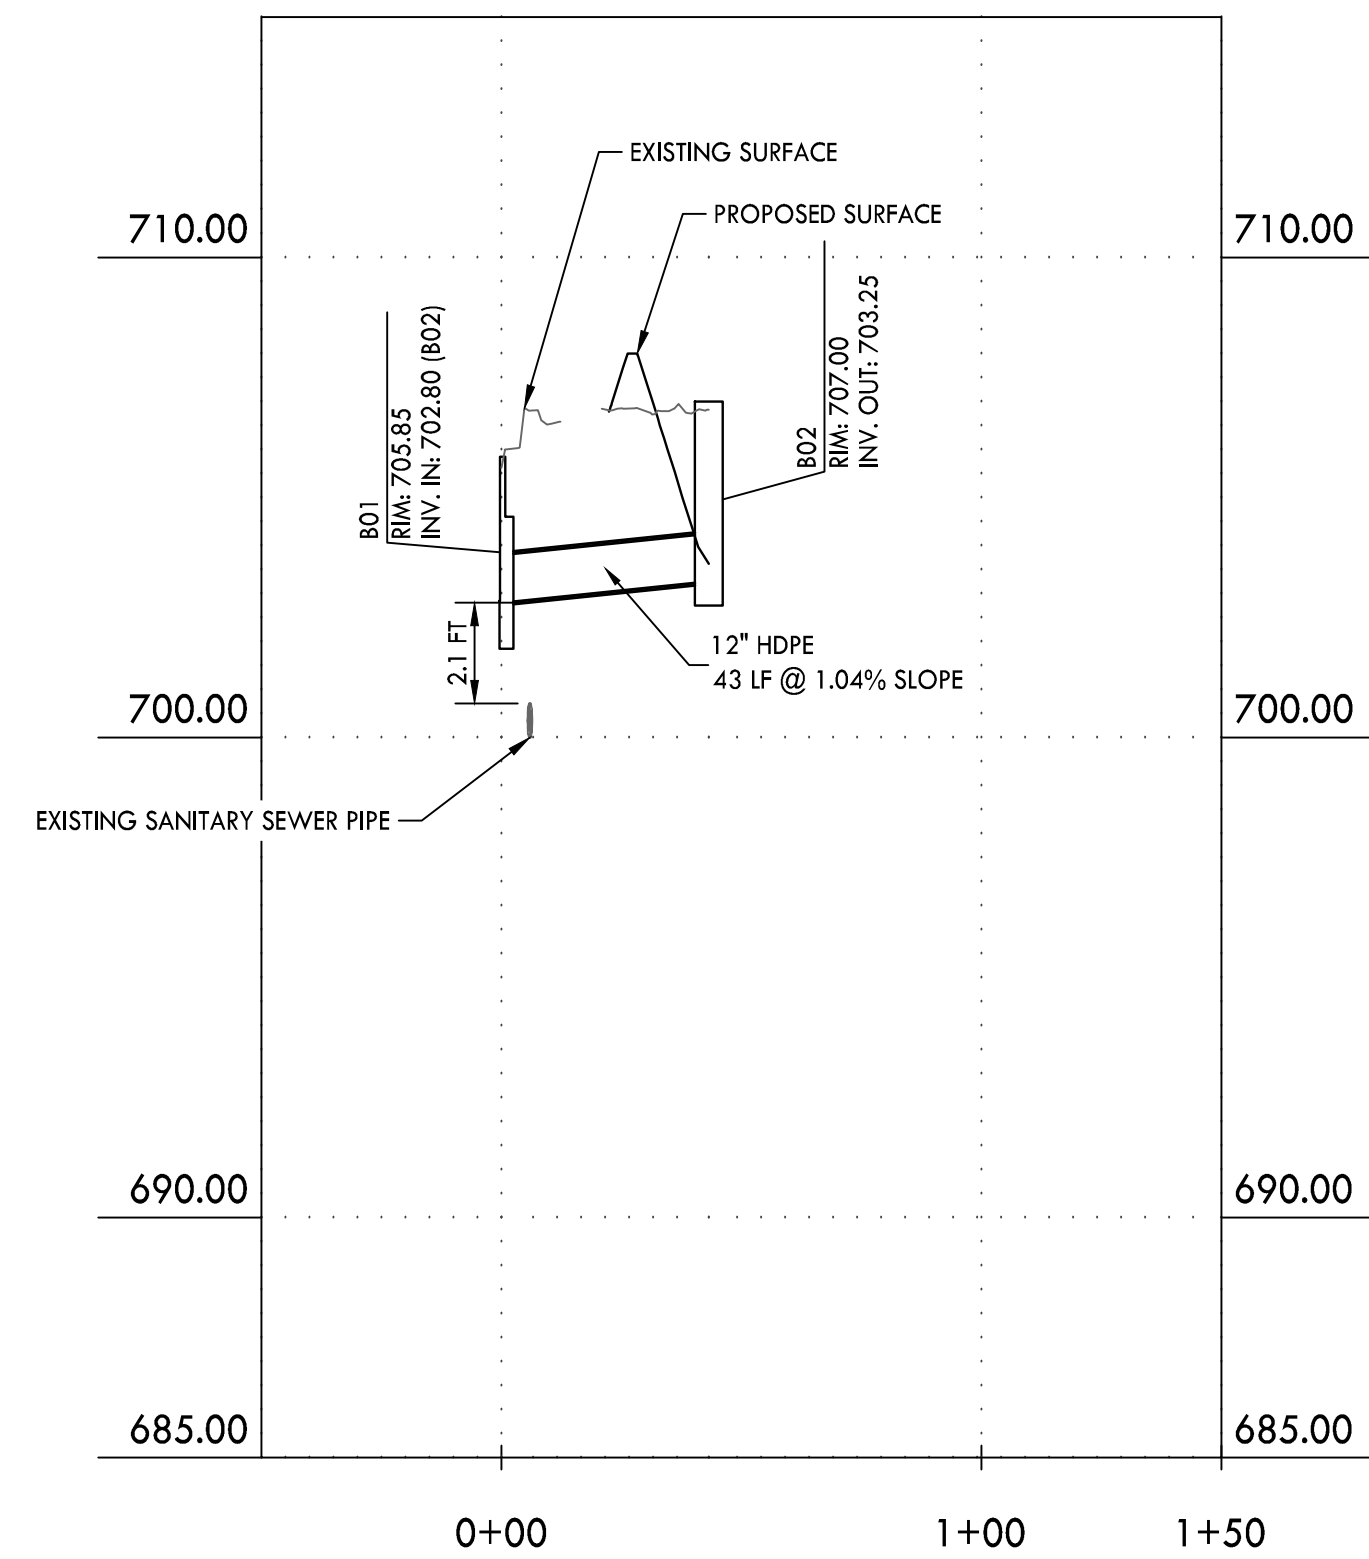 EXISTING SURFACE
PROPOSED SURFACE
710.00
710.00
B01
RIM: 705.85
INV. IN: 702.80 (B02)
B02
RIM: 707.00
INV. OUT: 703.25
2.1 FT
12" HDPE
43 LF @ 1.04% SLOPE
700.00
700.00
EXISTING SANITARY SEWER PIPE
690.00
690.00
685.00
685.00
0+00
1+00
1+50